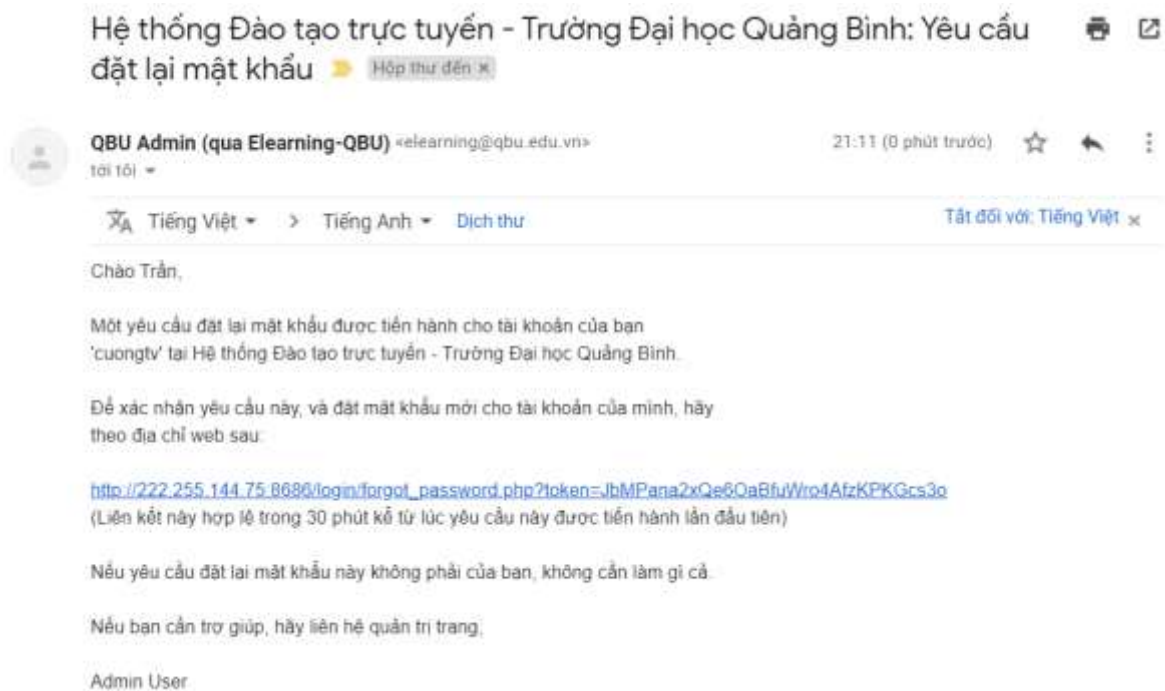 Hệ thống Đào tạo trực tuyến - Trường Đại học Quảng Bình: Yêu cầu
đặt lại mật khẩu Hộp thư đến ×
QBU Admin (qua Elearning-QBU) <elearning@qbu.edu.vn> 21:11 (0 phút trước)
tới tôi
Tiếng Việt > Tiếng Anh Dịch thư Tắt đối với: Tiếng Việt ×
Chào Trần,
Một yêu cầu đặt lại mật khẩu được tiến hành cho tài khoản của bạn
'cuongtv' tại Hệ thống Đào tạo trực tuyến - Trường Đại học Quảng Bình.
Để xác nhận yêu cầu này, và đặt mật khẩu mới cho tài khoản của mình, hãy
theo địa chỉ web sau:
http://222.255.144.75:8686/login/forgot_password.php?token=JbMPana2xQe6OaBfuWro4AfzKPKGcs3o
(Liên kết này hợp lệ trong 30 phút kể từ lúc yêu cầu này được tiến hành lần đầu tiên)
Nếu yêu cầu đặt lại mật khẩu này không phải của bạn, không cần làm gì cả.
Nếu bạn cần trợ giúp, hãy liên hệ quản trị trang,
Admin User